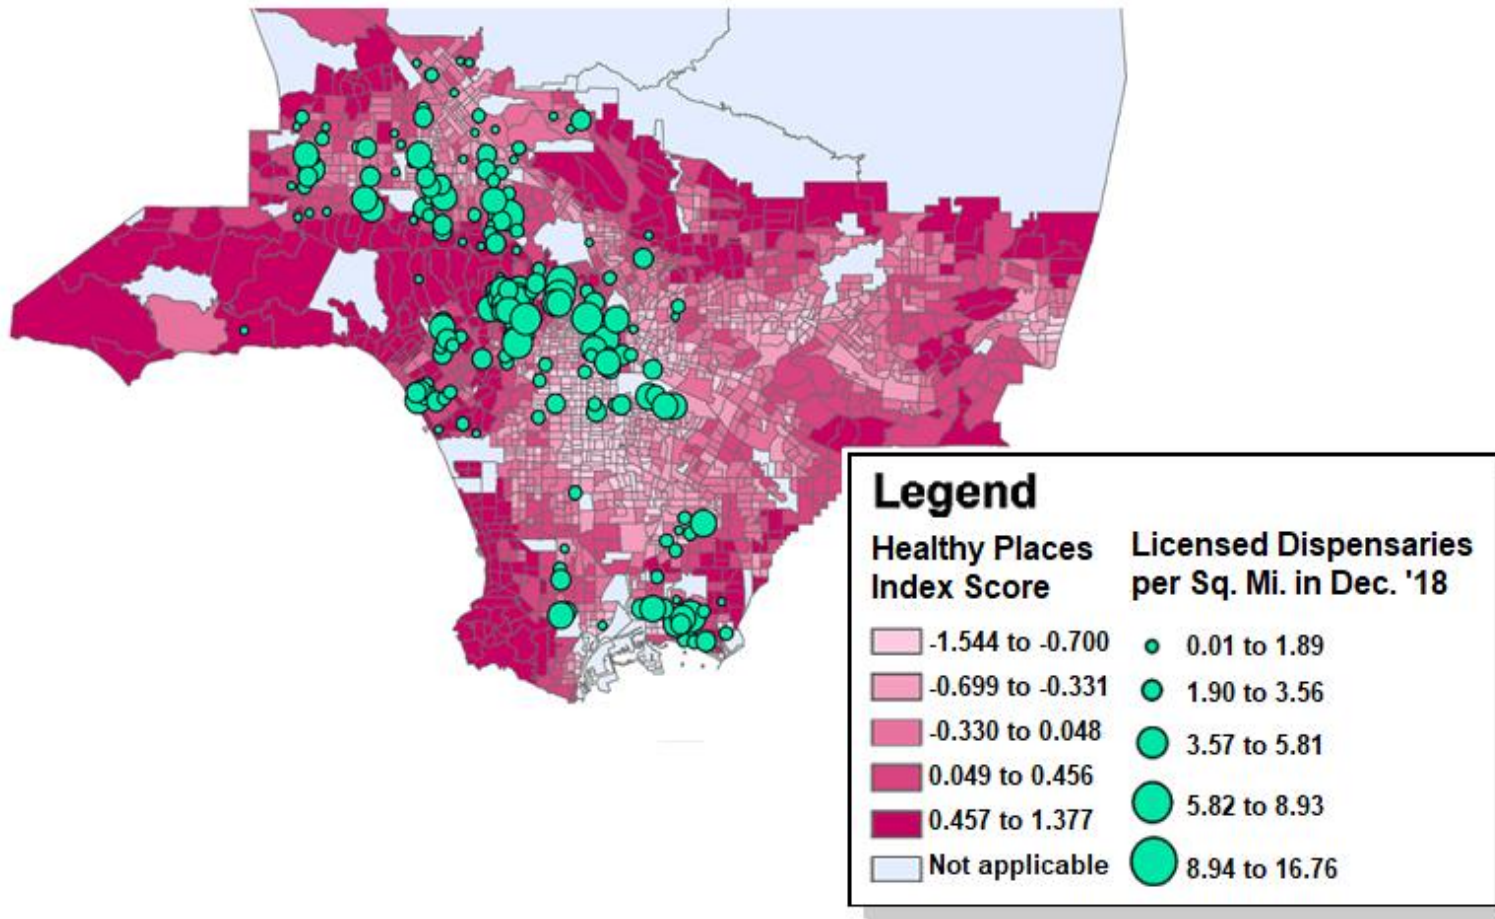 Legend
Healthy Places
Index Score
-1.544 to -0.700
-0.699 to -0.331
-0.330 to 0.048
0.049 to 0.456
0.457 to 1.377
Not applicable
Licensed Dispensaries
per Sq. Mi. in Dec. '18
0.01 to 1.89
1.90 to 3.56
3.57 to 5.81
5.82 to 8.93
8.94 to 16.76